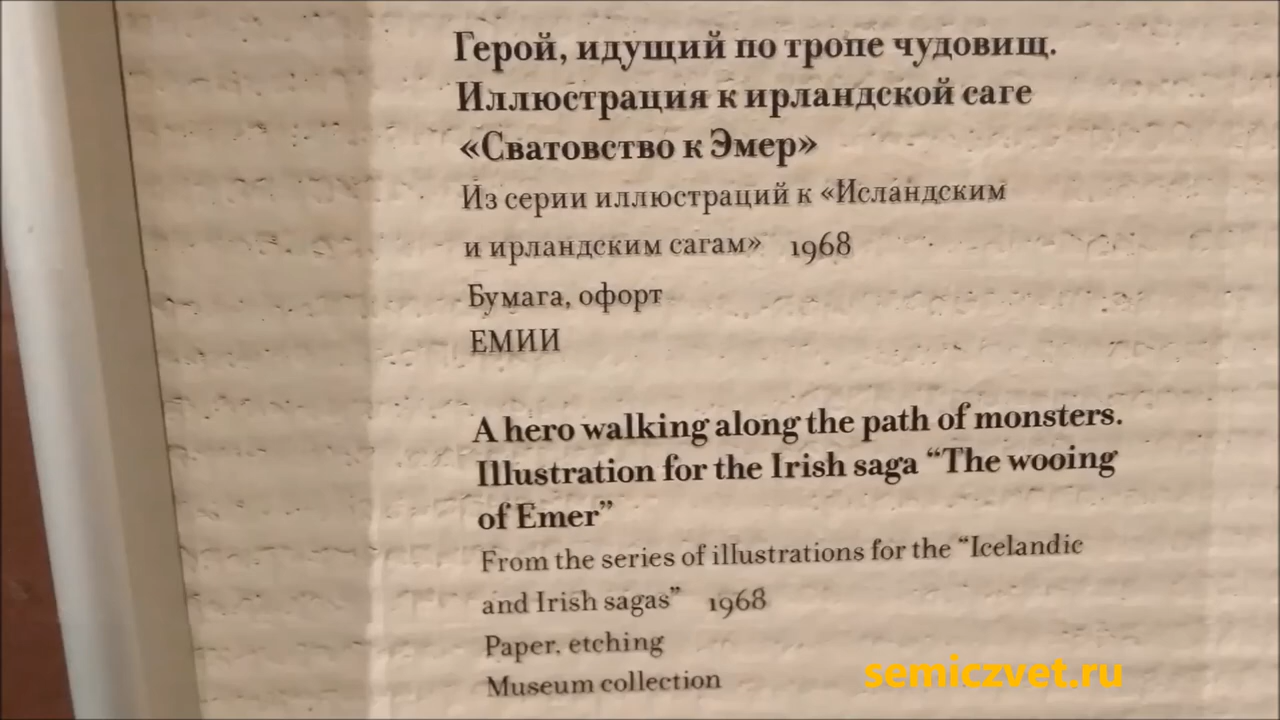 Герой, идущий по тропе чудовищ.
Иллюстрация к ирландской саге
«Сватовство к Эмер»
Из серии иллюстраций к «Исландским
и ирландским сагам» 1968
Бумага, офорт
ЕМИИ
A hero walking along the path of monsters.
Illustration for the Irish saga “The wooing
of Emer”
From the series of illustrations for the “Icelandic
and Irish sagas” 1968
Paper, etching
Museum collection
semiczvet.ru